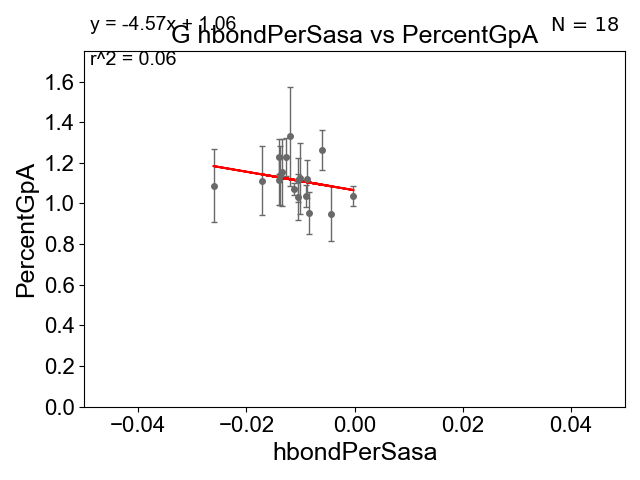 y = -4.57x + 1.06
N = 18
G hbondPerSasa vs PercentGpA
r^2 = 0.06
1.6
1.4
1.2
1.0
0.8
0.6
0.4
0.2
0.0
PercentGpA
−0.04 −0.02 0.00 0.02 0.04
hbondPerSasa